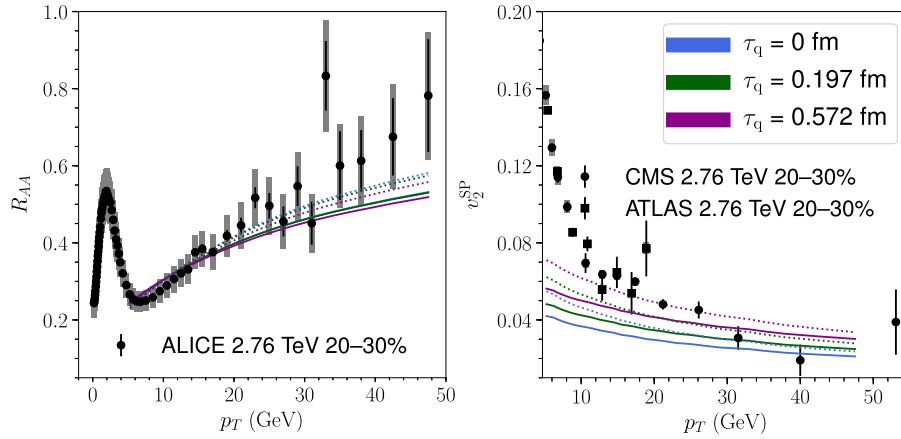 1.0
0.8
0.6
0.4
0.2
R_{AA}
0 10 20 30 40 50
p_T (GeV)
ALICE 2.76 TeV 20–30%
0.20
0.16
0.12
0.08
0.04
v_2^{SP}
10 20 30 40 50 60
p_T (GeV)
τ_q = 0 fm
τ_q = 0.197 fm
τ_q = 0.572 fm
CMS 2.76 TeV 20–30%
ATLAS 2.76 TeV 20–30%